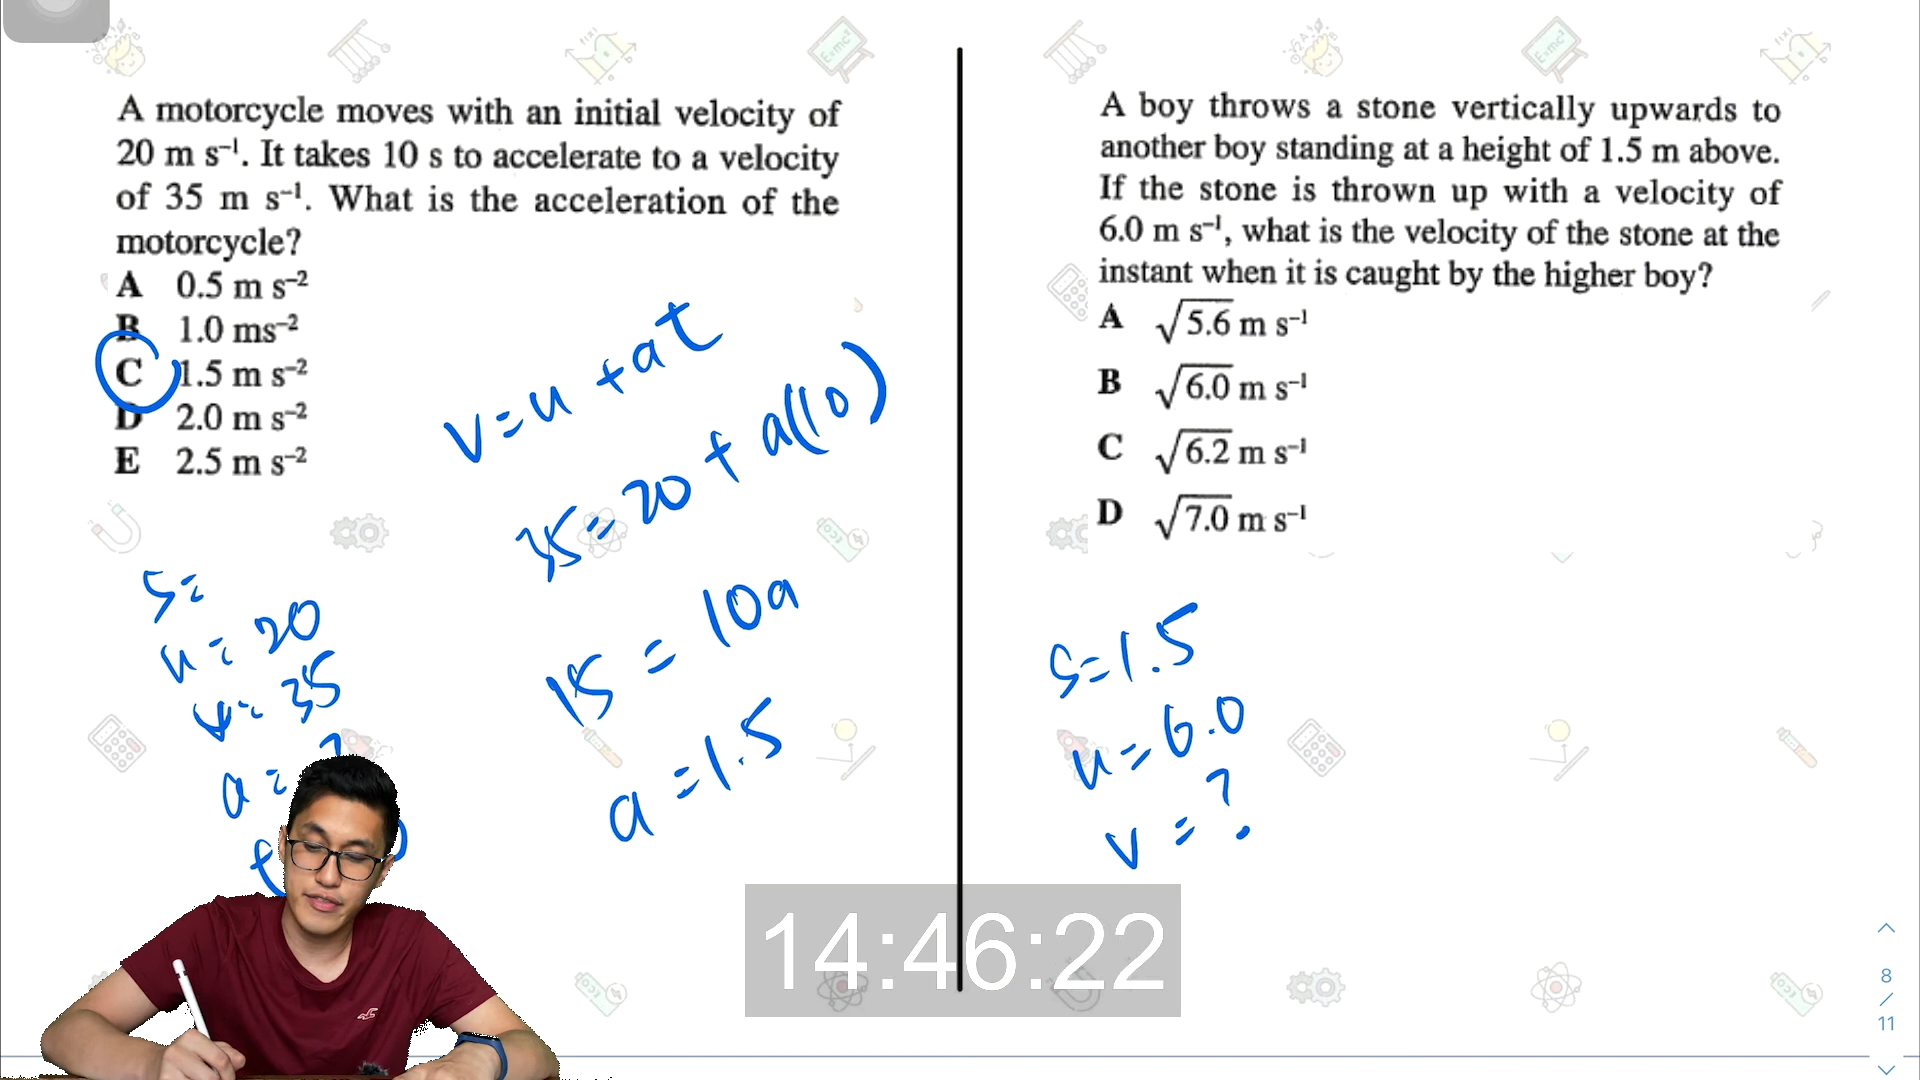 A motorcycle moves with an initial velocity of
20 m s⁻¹. It takes 10 s to accelerate to a velocity
of 35 m s⁻¹. What is the acceleration of the
motorcycle?
A 0.5 m s⁻²
B 1.0 ms⁻²
C 1.5 m s⁻²
D 2.0 m s⁻²
E 2.5 m s⁻²
v=u+at
35=20+a(10)
15=10a
a=1.5
s=
u=20
v=35
a=?
t
A boy throws a stone vertically upwards to
another boy standing at a height of 1.5 m above.
If the stone is thrown up with a velocity of
6.0 m s⁻¹, what is the velocity of the stone at the
instant when it is caught by the higher boy?
A √5.6 m s⁻¹
B √6.0 m s⁻¹
C √6.2 m s⁻¹
D √7.0 m s⁻¹
s=1.5
u=6.0
v=?
14:46:22
8
/
11